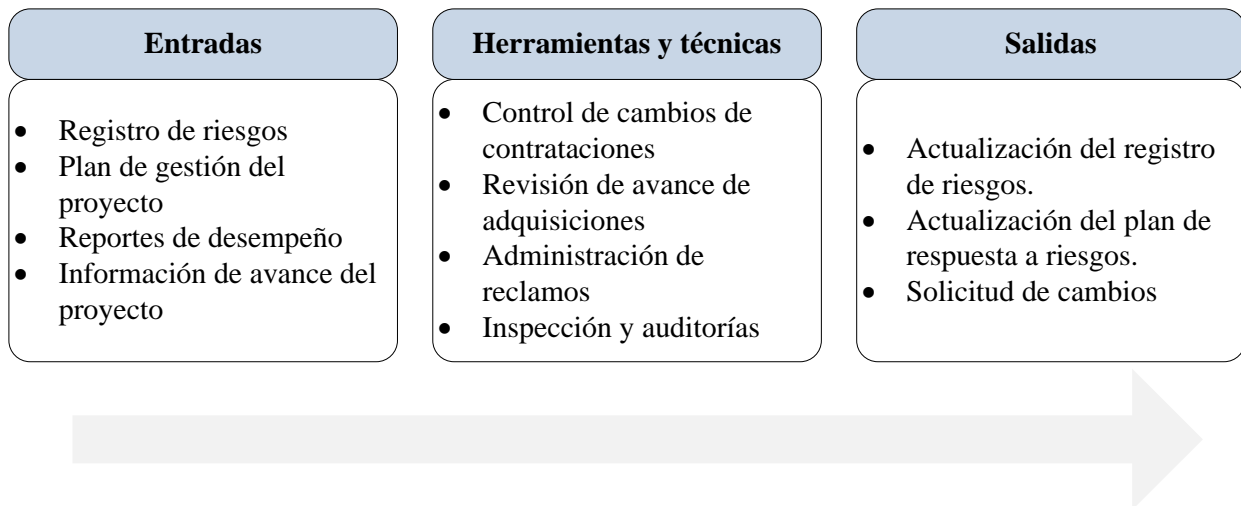 Entradas
• Registro de riesgos
• Plan de gestión del
proyecto
• Reportes de desempeño
• Información de avance del
proyecto
Herramientas y técnicas
• Control de cambios de
contrataciones
• Revisión de avance de
adquisiciones
• Administración de
reclamos
• Inspección y auditorías
Salidas
• Actualización del registro
de riesgos.
• Actualización del plan de
respuesta a riesgos.
• Solicitud de cambios